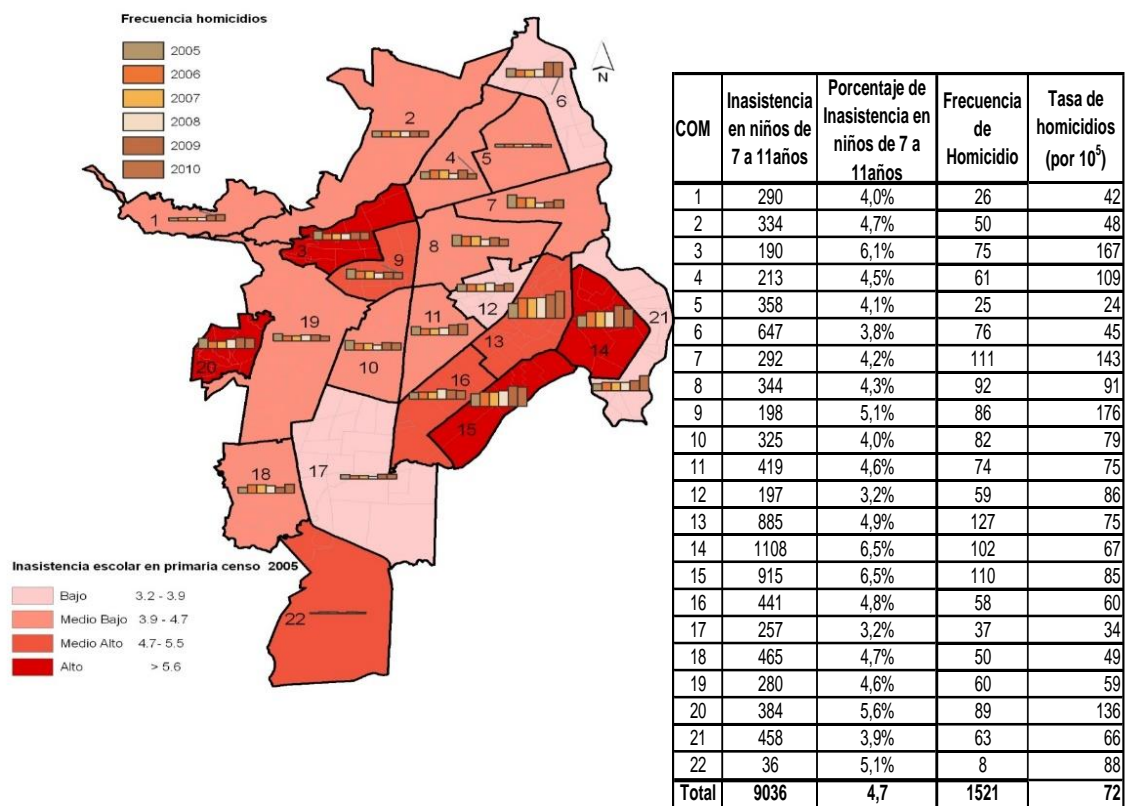 Frecuencia homicidios
2005
2006
2007
2008
2009
2010
N
6
2
4
5
1
7
3
9
8
12
21
11
13
14
19
20
10
16
15
17
18
22
Inasistencia escolar en primaria censo 2005
Bajo 3.2 - 3.9
Medio Bajo 3.9 - 4.7
Medio Alto 4.7- 5.5
Alto > 5.6
COM Inasistencia en niños de 7 a 11años Porcentaje de Inasistencia en niños de 7 a 11años Frecuencia de Homicidio Tasa de homicidios (por 10⁵)
1 290 4,0% 26 42
2 334 4,7% 50 48
3 190 6,1% 75 167
4 213 4,5% 61 109
5 358 4,1% 25 24
6 647 3,8% 76 45
7 292 4,2% 111 143
8 344 4,3% 92 91
9 198 5,1% 86 176
10 325 4,0% 82 79
11 419 4,6% 74 75
12 197 3,2% 59 86
13 885 4,9% 127 75
14 1108 6,5% 102 67
15 915 6,5% 110 85
16 441 4,8% 58 60
17 257 3,2% 37 34
18 465 4,7% 50 49
19 280 4,6% 60 59
20 384 5,6% 89 136
21 458 3,9% 63 66
22 36 5,1% 8 88
Total 9036 4,7 1521 72